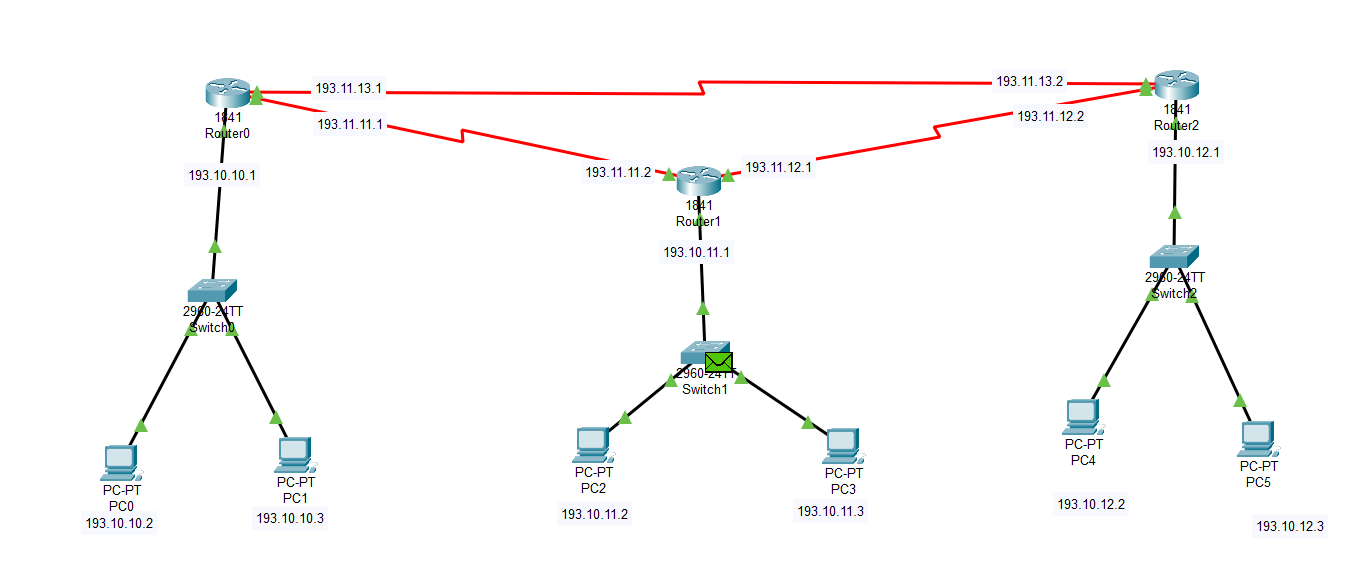 193.11.13.1
193.11.13.2
1841
Router0
193.11.11.1
193.11.12.2
1841
Router2
193.10.10.1
193.11.11.2
193.11.12.1
193.10.12.1
1841
Router1
193.10.11.1
2960-24TT
Switch0
2960-24TT
Switch2
2960-24TT
Switch1
PC-PT
PC0
193.10.10.2
PC-PT
PC1
193.10.10.3
PC-PT
PC2
193.10.11.2
PC-PT
PC3
193.10.11.3
PC-PT
PC4
193.10.12.2
PC-PT
PC5
193.10.12.3